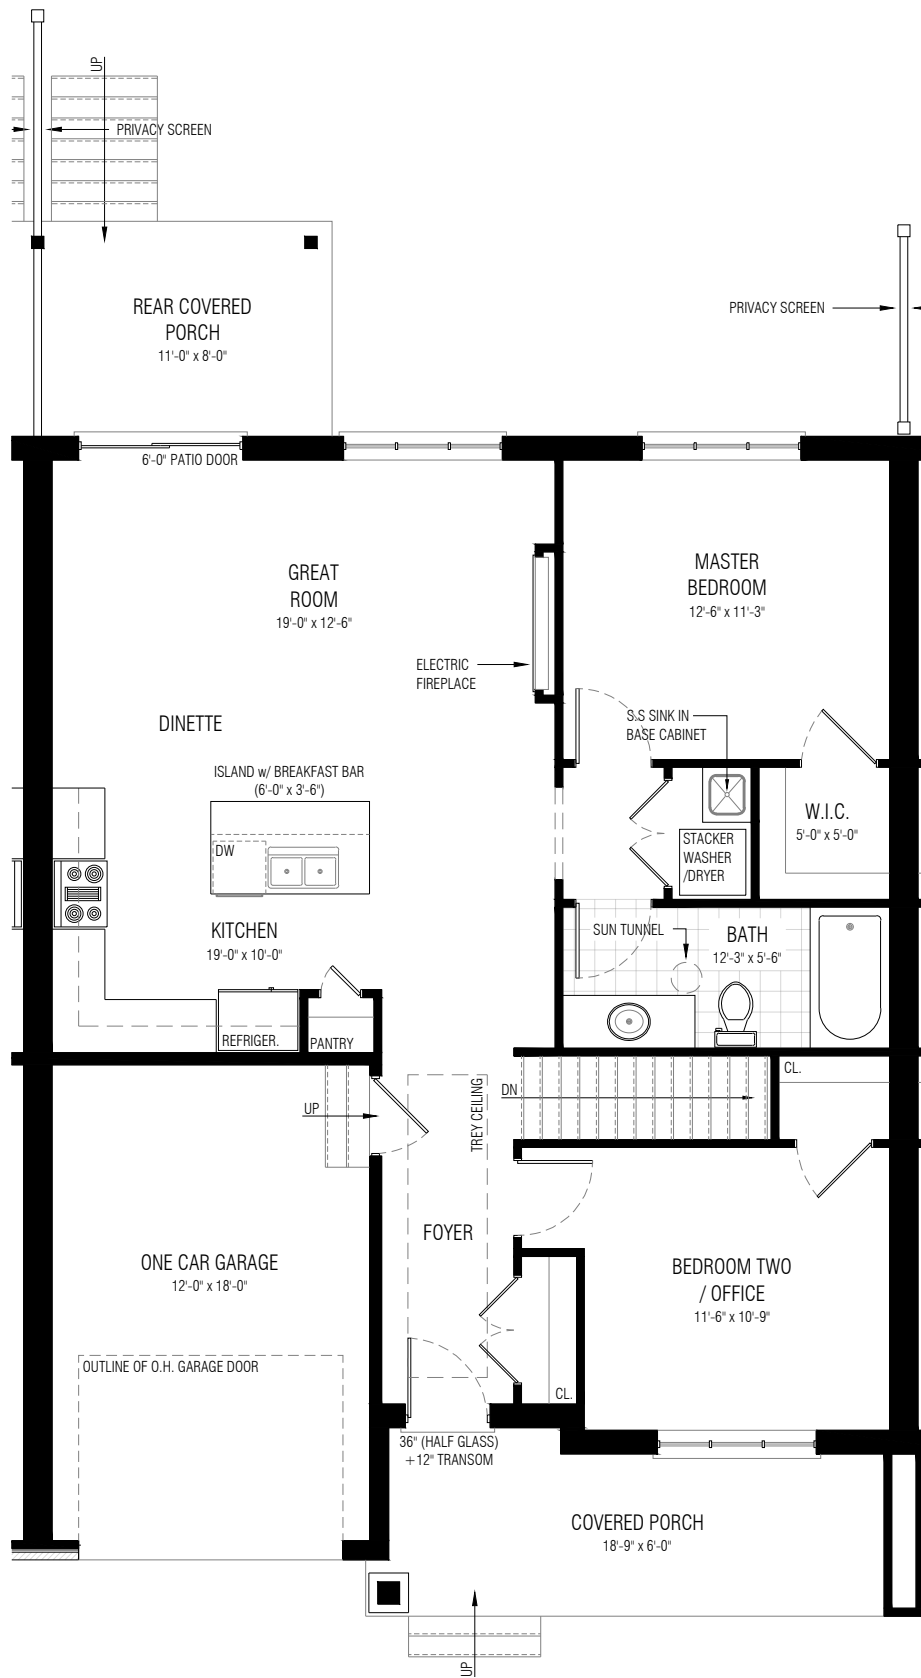 UP
PRIVACY SCREEN
REAR COVERED
PORCH
11'-0" x 8'-0"
PRIVACY SCREEN
6'-0" PATIO DOOR
GREAT
ROOM
19'-0" x 12'-6"
MASTER
BEDROOM
12'-6" x 11'-3"
ELECTRIC
FIREPLACE
DINETTE
S.S SINK IN
BASE CABINET
ISLAND w/ BREAKFAST BAR
(6'-0" x 3'-6")
W.I.C.
5'-0" x 5'-0"
DW
STACKER
WASHER
/DRYER
KITCHEN
19'-0" x 10'-0"
SUN TUNNEL
BATH
12'-3" x 5'-6"
REFRIGER.
PANTRY
CL.
DN
UP
TREY CEILING
FOYER
ONE CAR GARAGE
12'-0" x 18'-0"
BEDROOM TWO
/ OFFICE
11'-6" x 10'-9"
OUTLINE OF O.H. GARAGE DOOR
CL.
36" (HALF GLASS)
+12" TRANSOM
COVERED PORCH
18'-9" x 6'-0"
UP